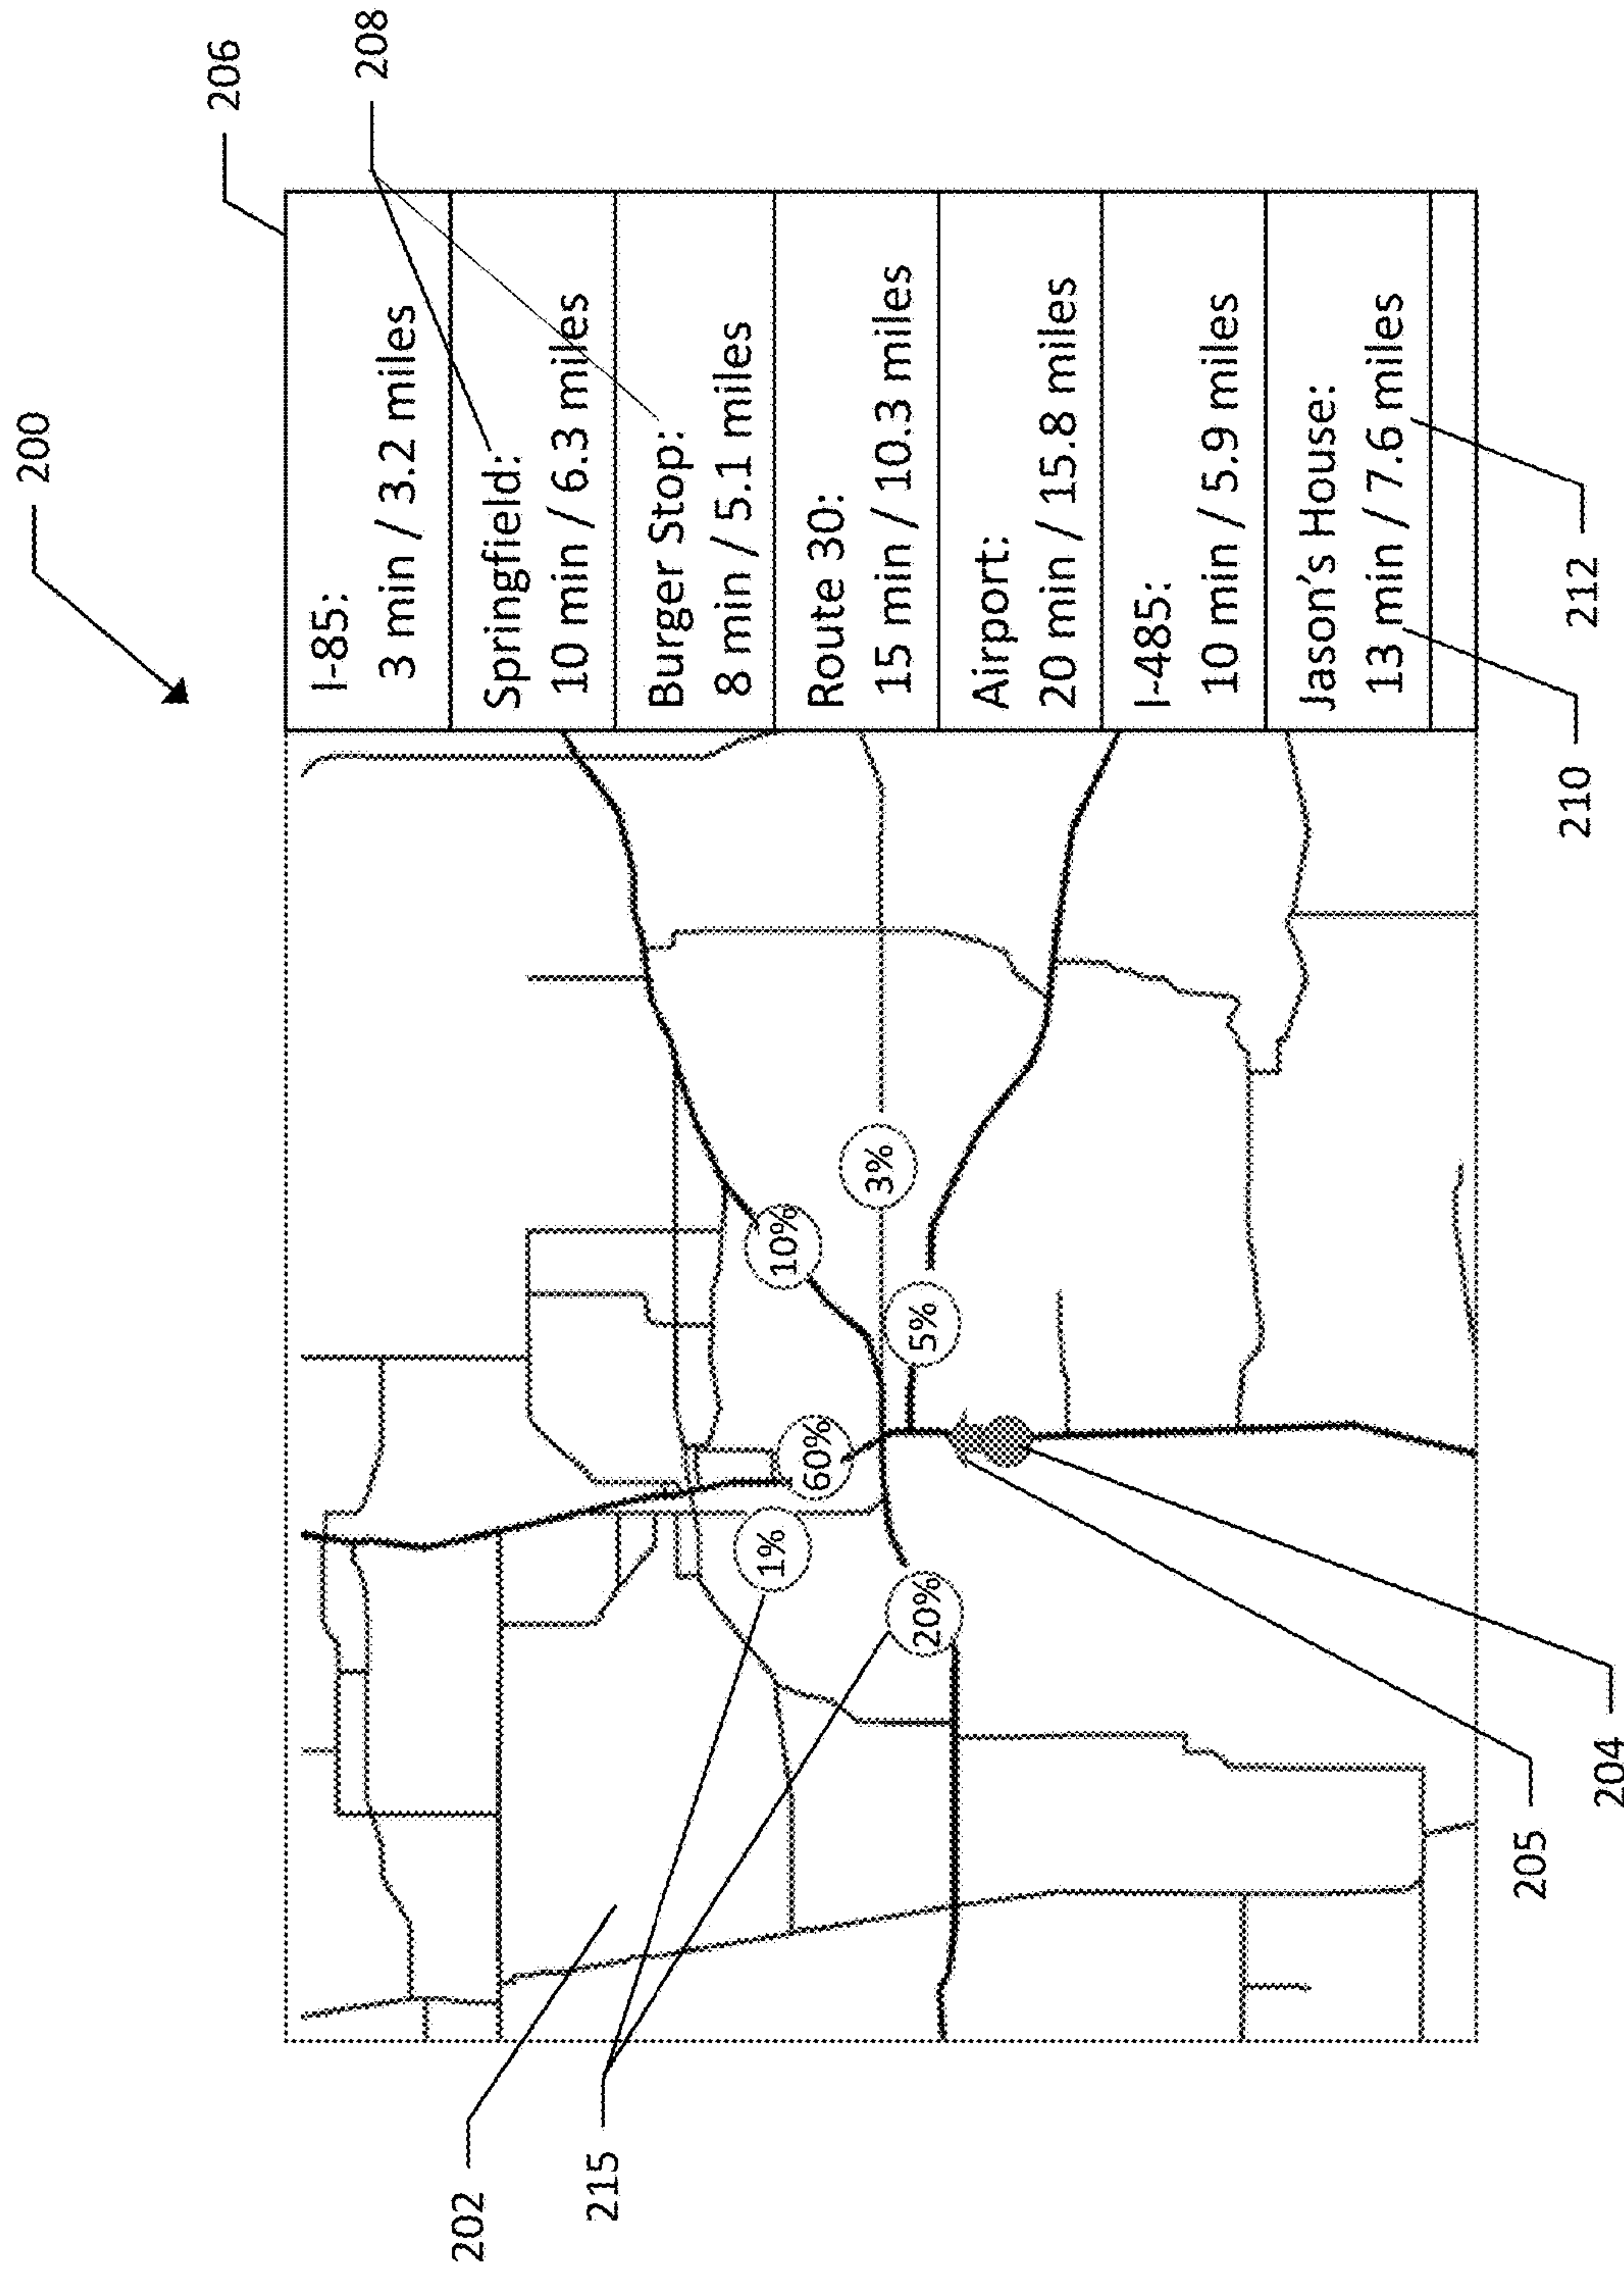 200
206
I-85:
3 min / 3.2 miles
208
Springfield:
10 min / 6.3 miles
Burger Stop:
8 min / 5.1 miles
Route 30:
15 min / 10.3 miles
Airport:
20 min / 15.8 miles
I-485:
10 min / 5.9 miles
Jason's House:
13 min / 7.6 miles
202
215
1%
60%
10%
3%
20%
5%
205
204
210
212